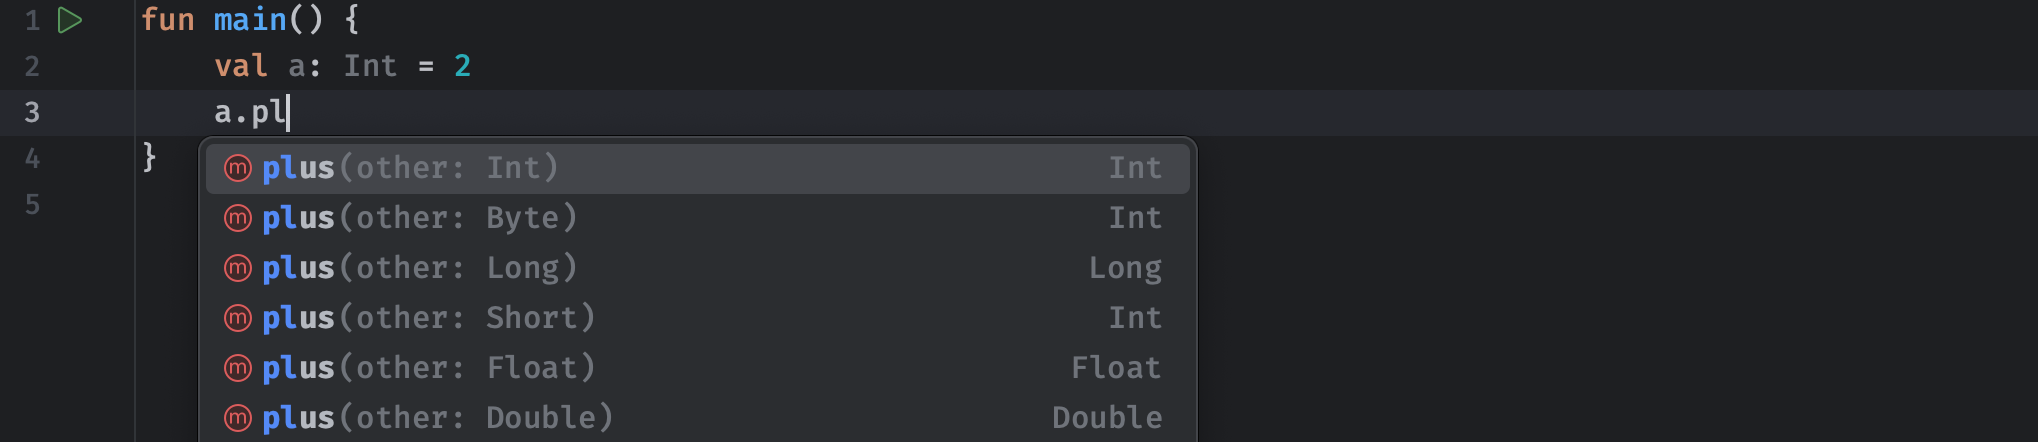 1 fun main() {
2 val a: Int = 2
3 a.pl
4 }
m plus(other: Int) Int
5
m plus(other: Byte) Int
m plus(other: Long) Long
m plus(other: Short) Int
m plus(other: Float) Float
m plus(other: Double) Double